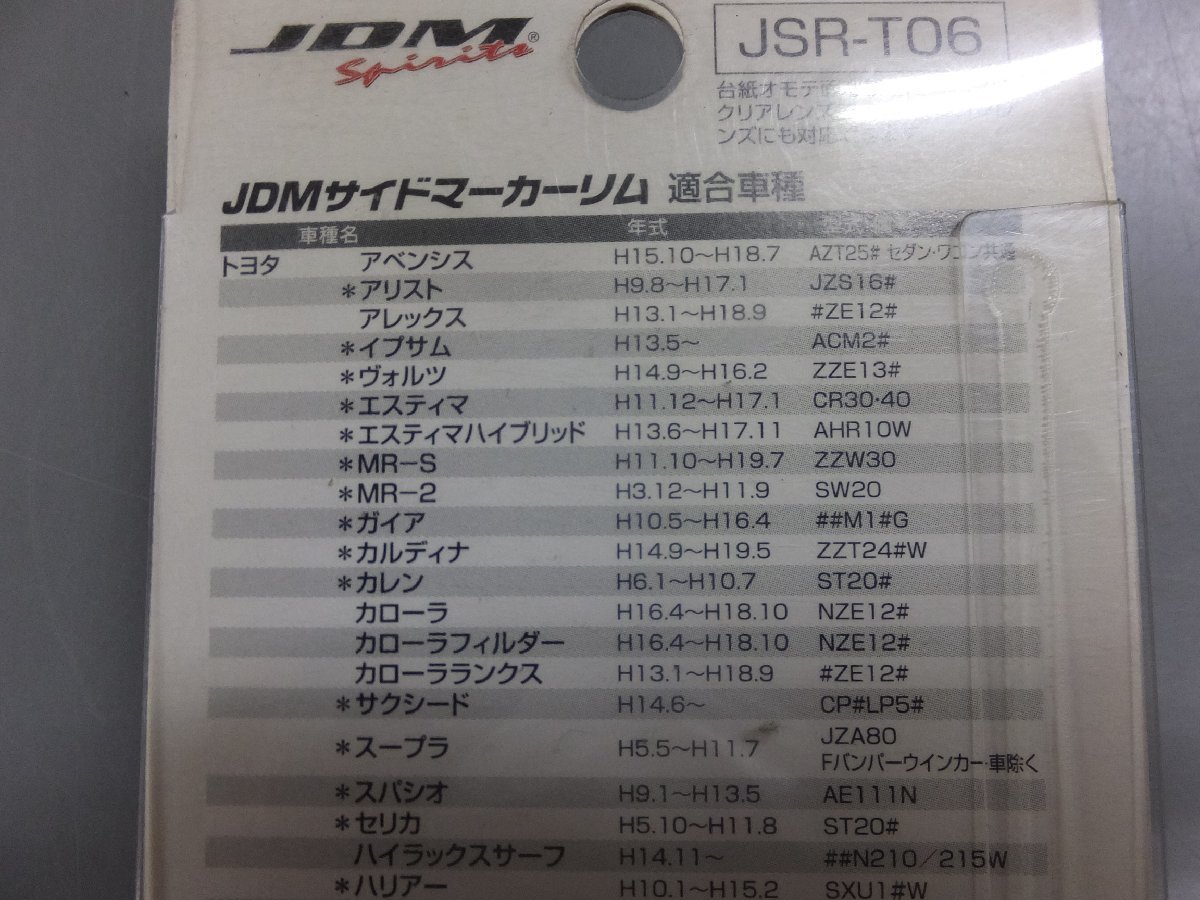 JDM®
Spirits
JSR-T06
台紙オモテ
クリアレンズ
ンズにも対応
JDMサイドマーカーリム 適合車種
車種名 年式
トヨタ アベンシス H15.10～H18.7 AZT25# セダン・ワゴン共通
＊アリスト H9.8～H17.1 JZS16#
アレックス H13.1～H18.9 #ZE12#
＊イプサム H13.5～ ACM2#
＊ヴォルツ H14.9～H16.2 ZZE13#
＊エスティマ H11.12～H17.1 CR30・40
＊エスティマハイブリッド H13.6～H17.11 AHR10W
＊MR-S H11.10～H19.7 ZZW30
＊MR-2 H3.12～H11.9 SW20
＊ガイア H10.5～H16.4 ##M1#G
＊カルディナ H14.9～H19.5 ZZT24#W
＊カレン H6.1～H10.7 ST20#
カローラ H16.4～H18.10 NZE12#
カローラフィルダー H16.4～H18.10 NZE12#
カローラランクス H13.1～H18.9 #ZE12#
＊サクシード H14.6～ CP#LP5#
＊スープラ H5.5～H11.7 JZA80
Fバンパーウインカー・車除く
＊スパシオ H9.1～H13.5 AE111N
＊セリカ H5.10～H11.8 ST20#
ハイラックスサーフ H14.11～ ##N210／215W
＊ハリアー H10.1～H15.2 SXU1#W